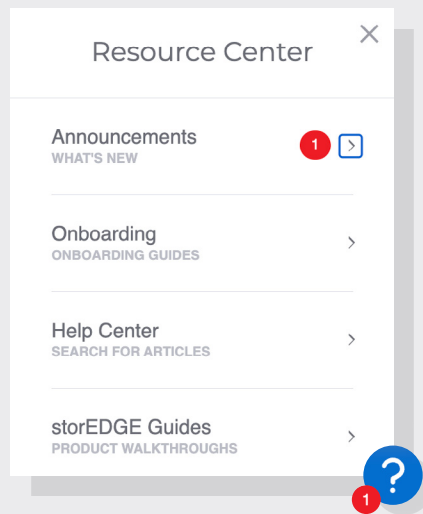 Resource Center
Announcements
WHAT'S NEW
1
Onboarding
ONBOARDING GUIDES
Help Center
SEARCH FOR ARTICLES
storEDGE Guides
PRODUCT WALKTHROUGHS
?
1